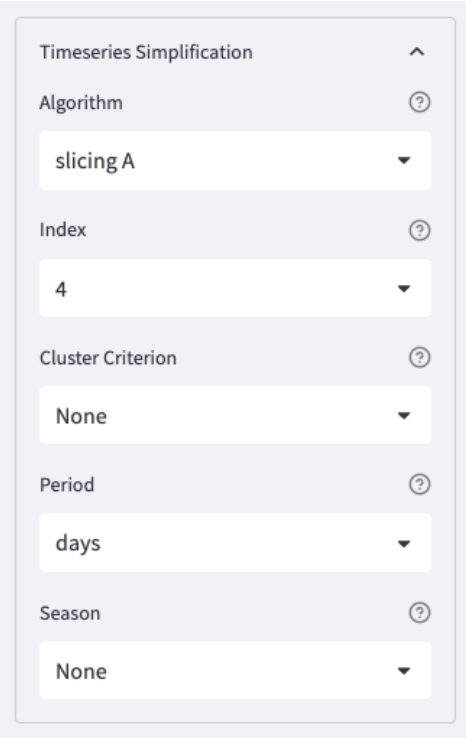 Timeseries Simplification
Algorithm
slicing A
Index
4
Cluster Criterion
None
Period
days
Season
None